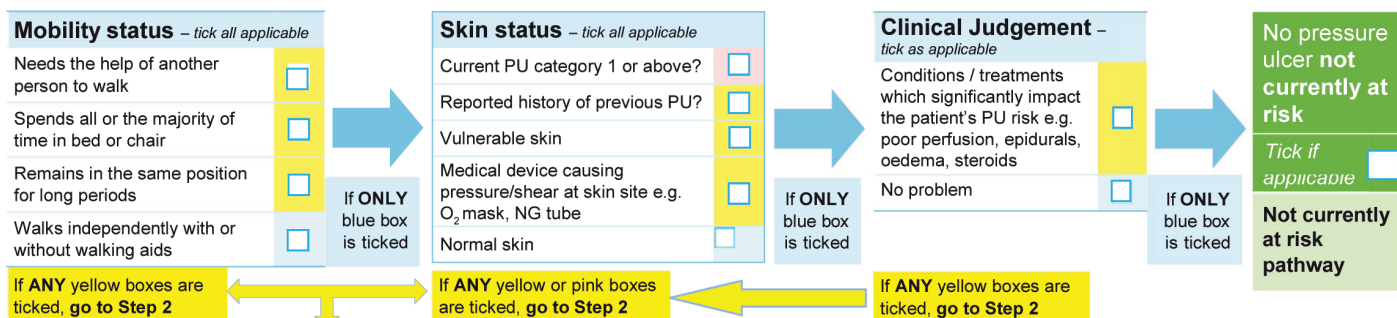 Mobility status – tick all applicable
Needs the help of another
person to walk
Spends all or the majority of
time in bed or chair
Remains in the same position
for long periods
Walks independently with or
without walking aids
If ANY yellow boxes are
ticked, go to Step 2
If ONLY
blue box
is ticked
Skin status – tick all applicable
Current PU category 1 or above?
Reported history of previous PU?
Vulnerable skin
Medical device causing
pressure/shear at skin site e.g.
O2 mask, NG tube
Normal skin
If ANY yellow or pink boxes
are ticked, go to Step 2
If ONLY
blue box
is ticked
Clinical Judgement –
tick as applicable
Conditions / treatments
which significantly impact
the patient's PU risk e.g.
poor perfusion, epidurals,
oedema, steroids
No problem
If ANY yellow boxes are
ticked, go to Step 2
If ONLY
blue box
is ticked
No pressure
ulcer not
currently at
risk
Tick if
applicable
Not currently
at risk
pathway